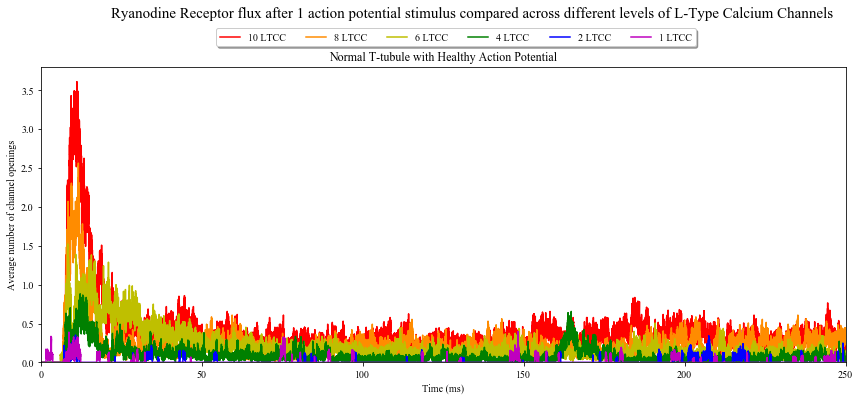 Ryanodine Receptor flux after 1 action potential stimulus compared across different levels of L-Type Calcium Channels
10 LTCC 8 LTCC 6 LTCC 4 LTCC 2 LTCC 1 LTCC
Normal T-tubule with Healthy Action Potential
Average number of channel openings
3.5
3.0
2.5
2.0
1.5
1.0
0.5
0.0
0 50 100 150 200 250
Time (ms)